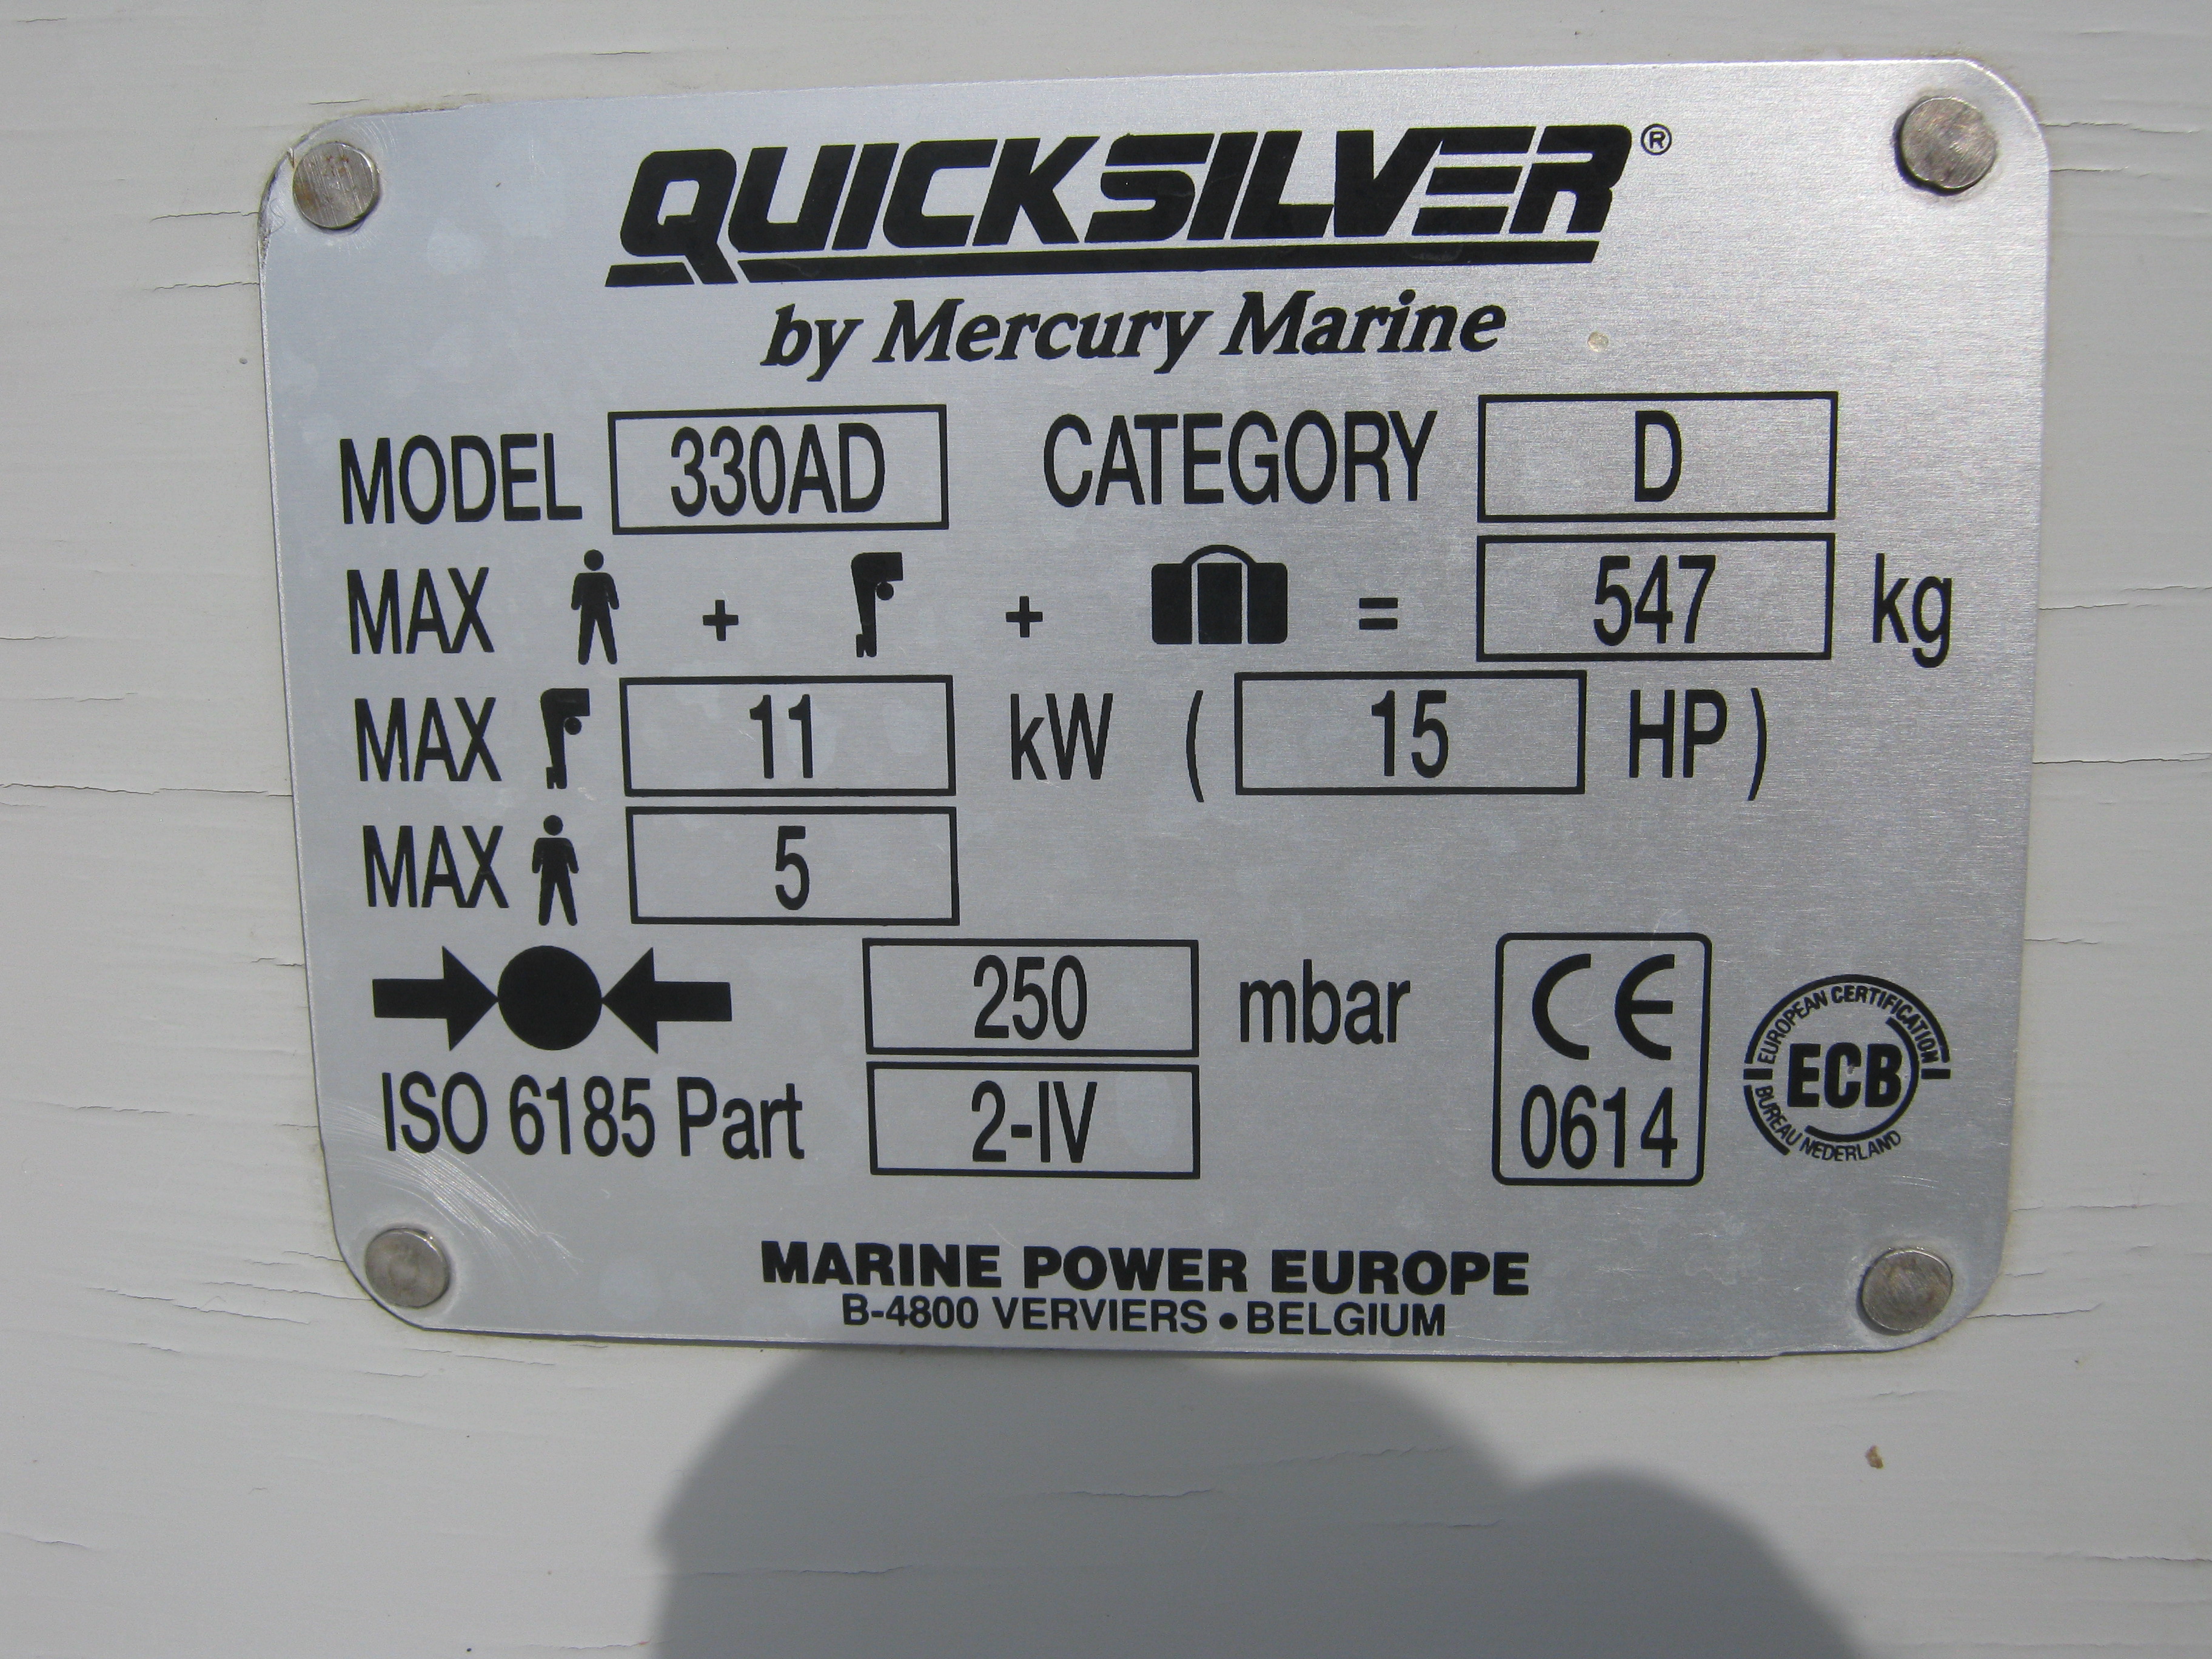 QUICKSILVER®
by Mercury Marine
MODEL 330AD CATEGORY D
MAX + + = 547 kg
MAX 11 kW ( 15 HP )
MAX 5
250 mbar
ISO 6185 Part 2-IV
CE
0614
EUROPEAN CERTIFICATION
ECB
BUREAU NEDERLAND
MARINE POWER EUROPE
B-4800 VERVIERS • BELGIUM